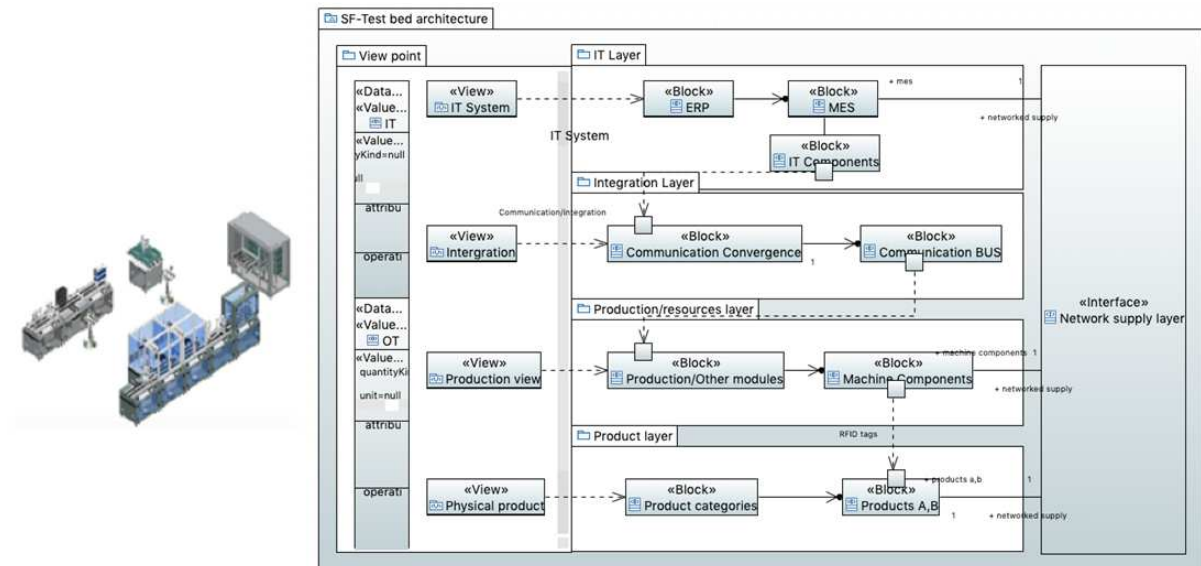 SF-Test bed architecture
View point
«Data...
«Value...
IT
«Value...
yKind=null
ull
attribu
operati
«Data...
«Value...
OT
«Value...
quantityKi
unit=null
attribu
operati
«View»
IT System
«View»
Intergration
«View»
Production view
«View»
Physical product
IT System
Communication/Integration
IT Layer
«Block»
ERP
«Block»
MES
+ mes
1
+ networked supply
«Block»
IT Components
Integration Layer
«Block»
Communication Convergence
1
«Block»
Communication BUS
Production/resources layer
«Block»
Production/Other modules
«Block»
Machine Components
+ machine components 1
+ networked supply
RFID tags
Product layer
«Block»
Product categories
«Block»
Products A,B
+ products a,b
1
1
+ networked supply
«Interface»
Network supply layer